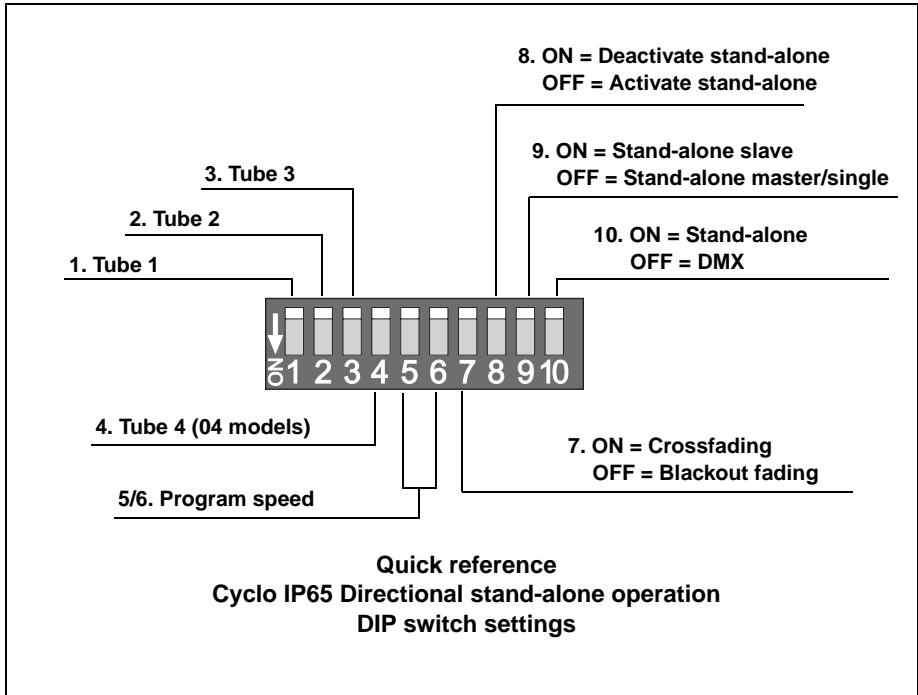 8. ON = Deactivate stand-alone
OFF = Activate stand-alone
9. ON = Stand-alone slave
OFF = Stand-alone master/single
3. Tube 3
2. Tube 2
10. ON = Stand-alone
OFF = DMX
1. Tube 1
ON 1 2 3 4 5 6 7 8 9 10
4. Tube 4 (04 models)
7. ON = Crossfading
OFF = Blackout fading
5/6. Program speed
Quick reference
Cyclo IP65 Directional stand-alone operation
DIP switch settings